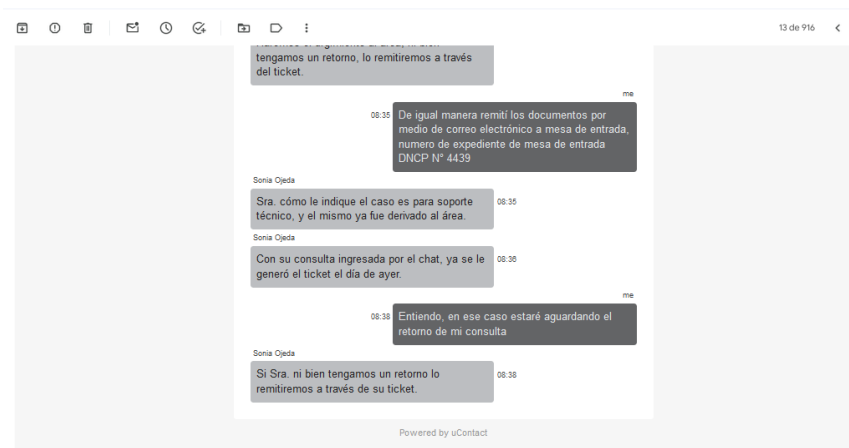 13 de 916
tengamos un retorno, lo remitiremos a través
del ticket.
me
08:35
De igual manera remití los documentos por
medio de correo electrónico a mesa de entrada,
numero de expediente de mesa de entrada
DNCP N° 4439
Sonia Ojeda
Sra. cómo le indique el caso es para soporte
técnico, y el mismo ya fue derivado al área.
08:35
Sonia Ojeda
Con su consulta ingresada por el chat, ya se le
generó el ticket el día de ayer.
08:36
me
08:38
Entiendo, en ese caso estaré aguardando el
retorno de mi consulta
Sonia Ojeda
Si Sra. ni bien tengamos un retorno lo
remitiremos a través de su ticket.
08:38
Powered by uContact